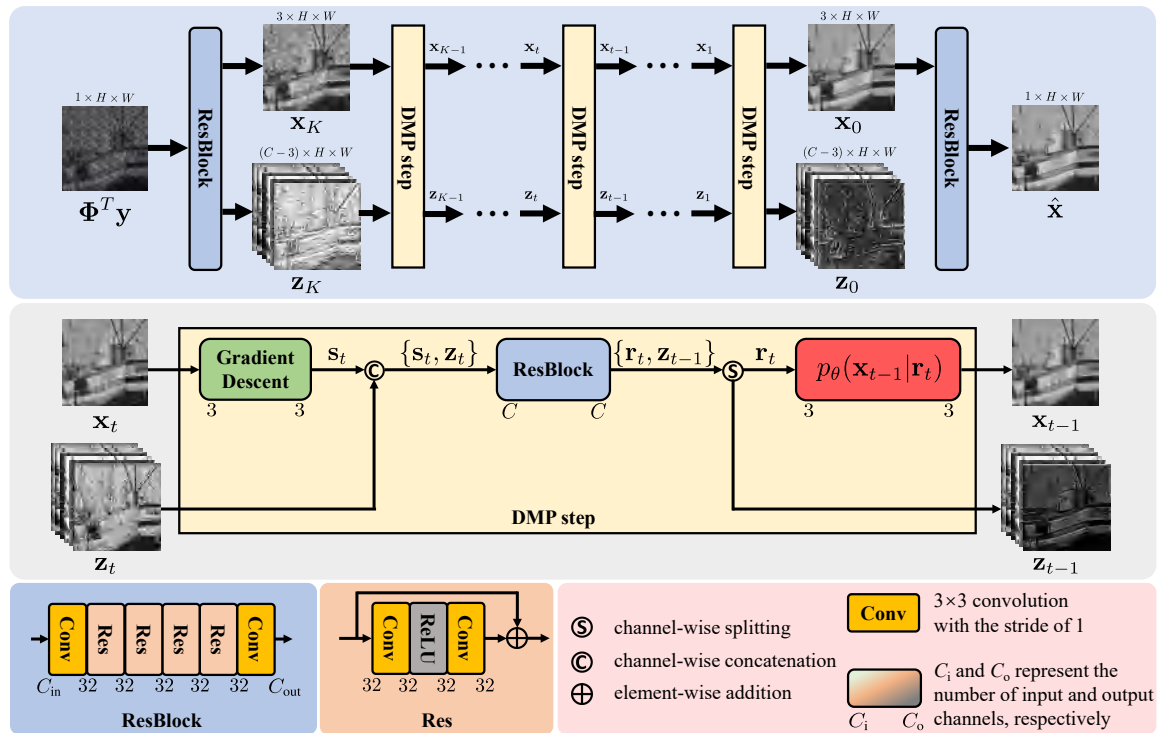 3 × H × W
3 × H × W
1 × H × W
ResBlock
x_K
DMP step
x_{K−1}
• • •
x_t
DMP step
x_{t−1}
• • •
x_1
DMP step
x_0
ResBlock
1 × H × W
(C − 3) × H × W
(C − 3) × H × W
Φ^T y
z_{K−1}
• • •
z_t
z_{t−1}
• • •
z_1
x̂
z_K
z_0
x_t
Gradient
Descent
3
3
s_t
C
{s_t, z_t}
ResBlock
C
C
{r_t, z_{t−1}}
S
r_t
p_θ(x_{t−1}|r_t)
3
3
x_{t−1}
DMP step
z_t
z_{t−1}
Conv
Res
Res
Res
Res
Conv
C_in
32
32
32
32
32
C_out
ResBlock
Conv
ReLU
Conv
32
32
32
32
Res
S channel-wise splitting
C channel-wise concatenation
⊕ element-wise addition
Conv
3×3 convolution
with the stride of 1
C_i
C_o
C_i and C_o represent the
number of input and output
channels, respectively